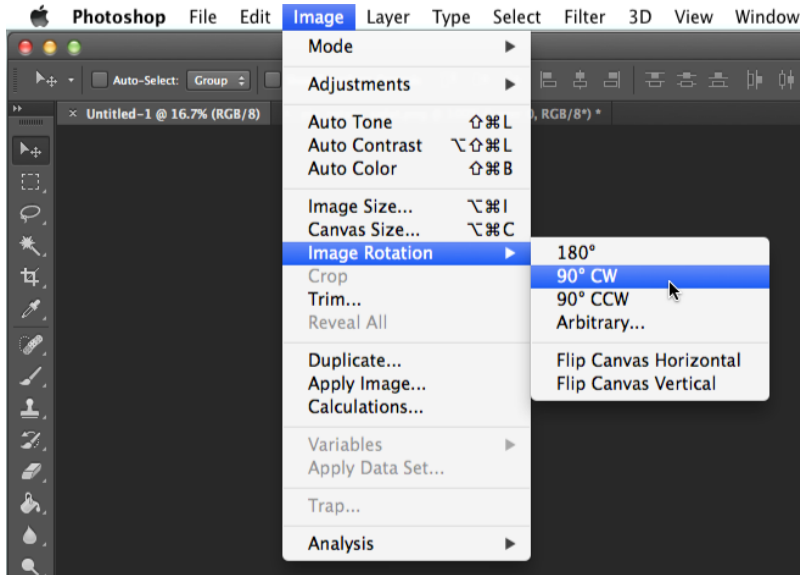 Photoshop File Edit Image Layer Type Select Filter 3D View Window
Auto-Select: Group
× Untitled-1 @ 16.7% (RGB/8)
0, RGB/8*) *
Mode
Adjustments
Auto Tone ⇧⌘L
Auto Contrast ⌥⇧⌘L
Auto Color ⇧⌘B
Image Size... ⌥⌘I
Canvas Size... ⌥⌘C
Image Rotation
Crop
Trim...
Reveal All
Duplicate...
Apply Image...
Calculations...
Variables
Apply Data Set...
Trap...
Analysis
180°
90° CW
90° CCW
Arbitrary...
Flip Canvas Horizontal
Flip Canvas Vertical